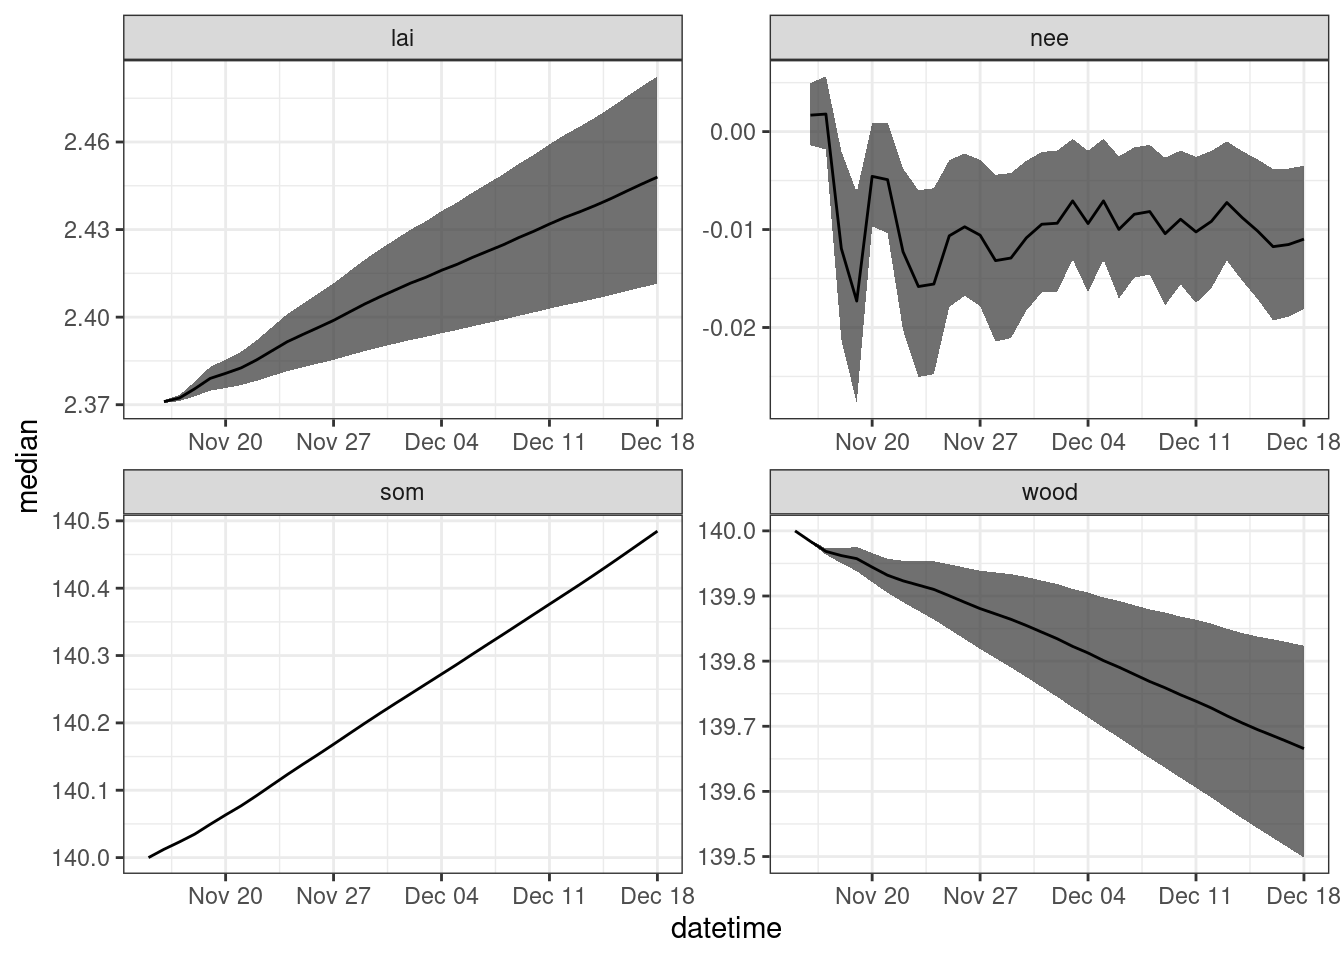 lai
nee
2.46
2.43
2.40
2.37
0.00
-0.01
-0.02
Nov 20 Nov 27 Dec 04 Dec 11 Dec 18
Nov 20 Nov 27 Dec 04 Dec 11 Dec 18
median
som
wood
140.5
140.4
140.3
140.2
140.1
140.0
140.0
139.9
139.8
139.7
139.6
139.5
Nov 20 Nov 27 Dec 04 Dec 11 Dec 18
Nov 20 Nov 27 Dec 04 Dec 11 Dec 18
datetime